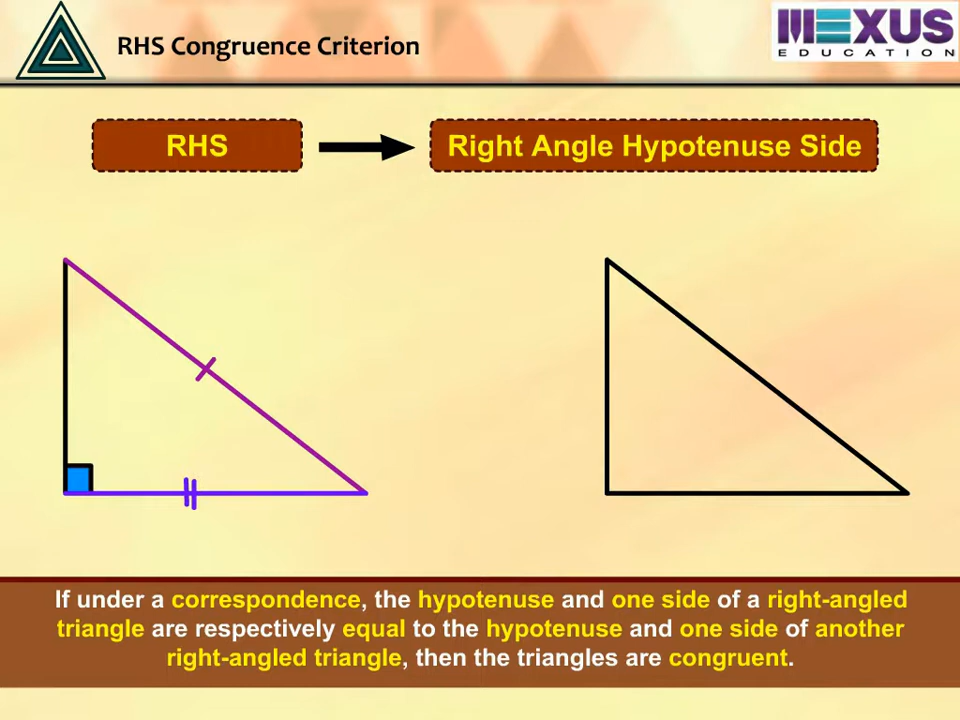 RHS Congruence Criterion
MEXUS
EDUCATION
RHS
Right Angle Hypotenuse Side
If under a correspondence, the hypotenuse and one side of a right-angled
triangle are respectively equal to the hypotenuse and one side of another
right-angled triangle, then the triangles are congruent.